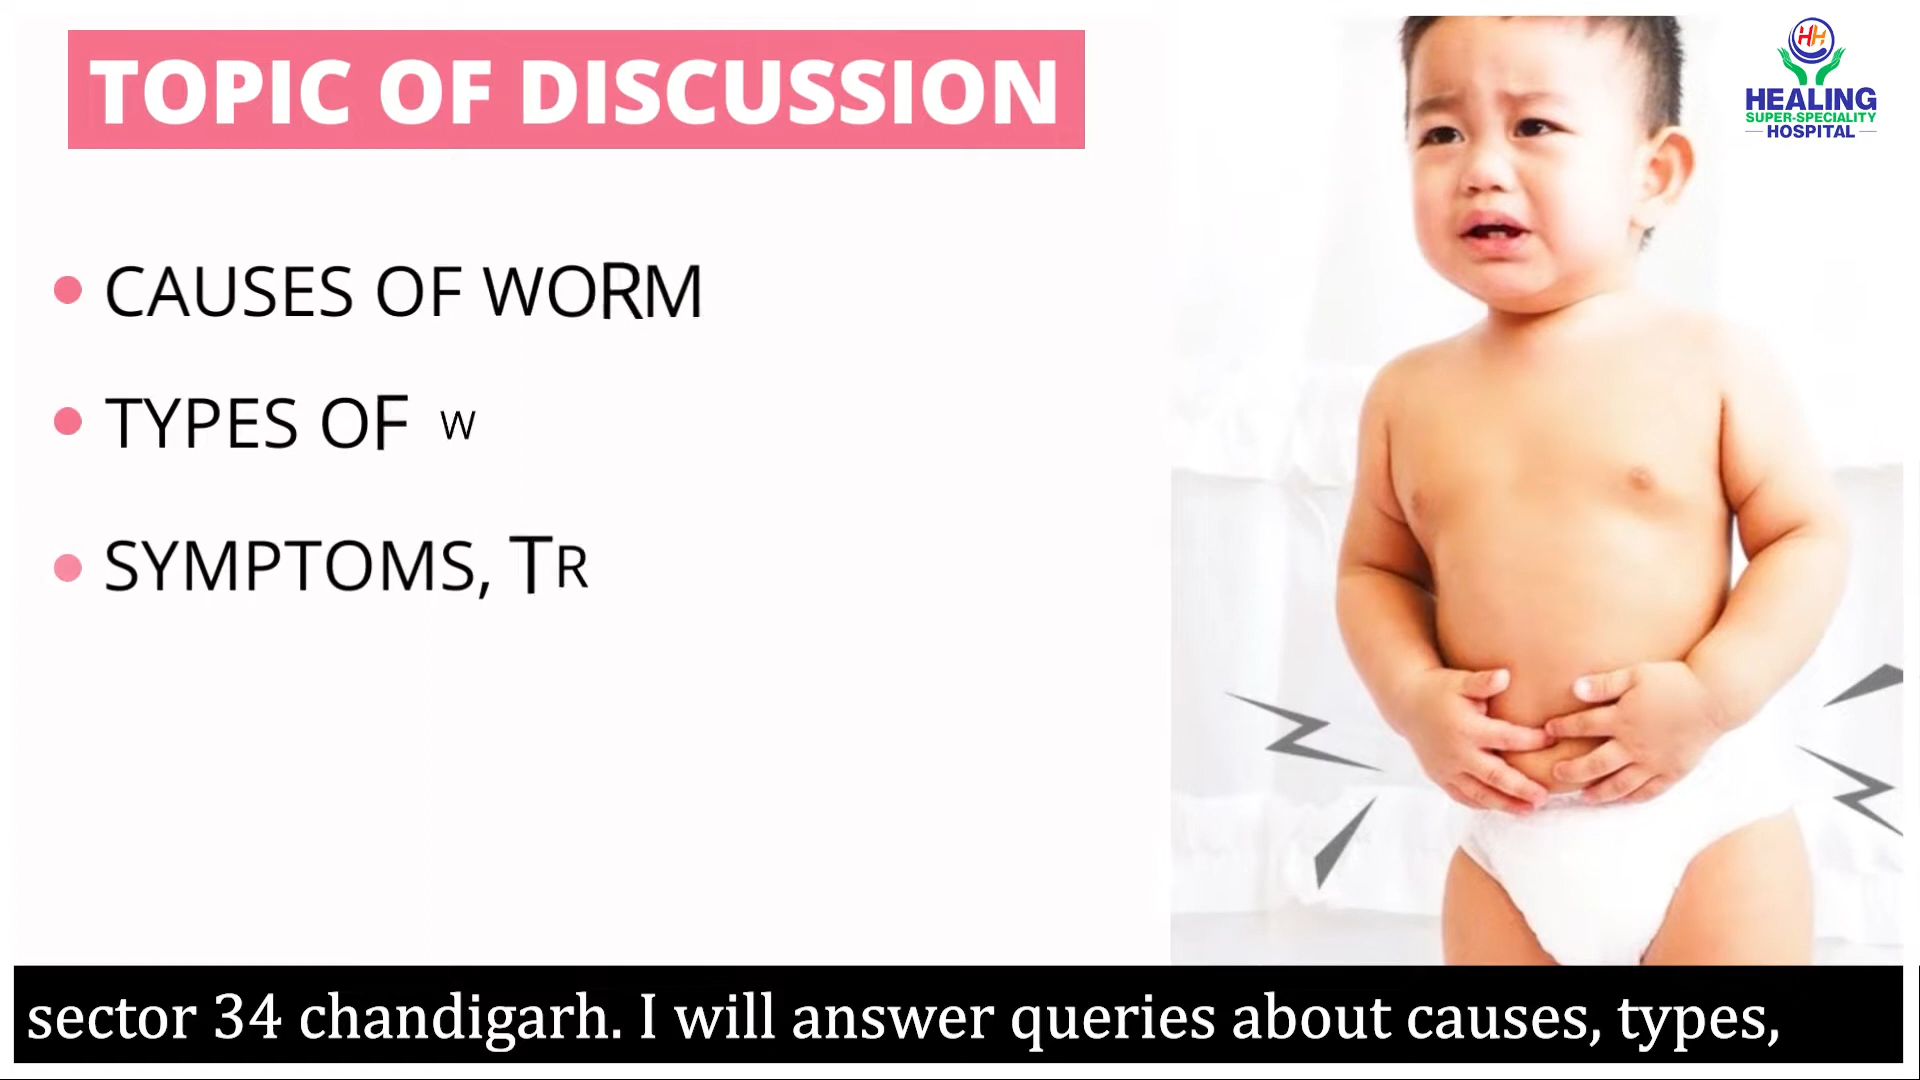 TOPIC OF DISCUSSION
HH
HEALING
SUPER-SPECIALITY
HOSPITAL
CAUSES OF WORM
TYPES OF W
SYMPTOMS, TR
sector 34 chandigarh. I will answer queries about causes, types,